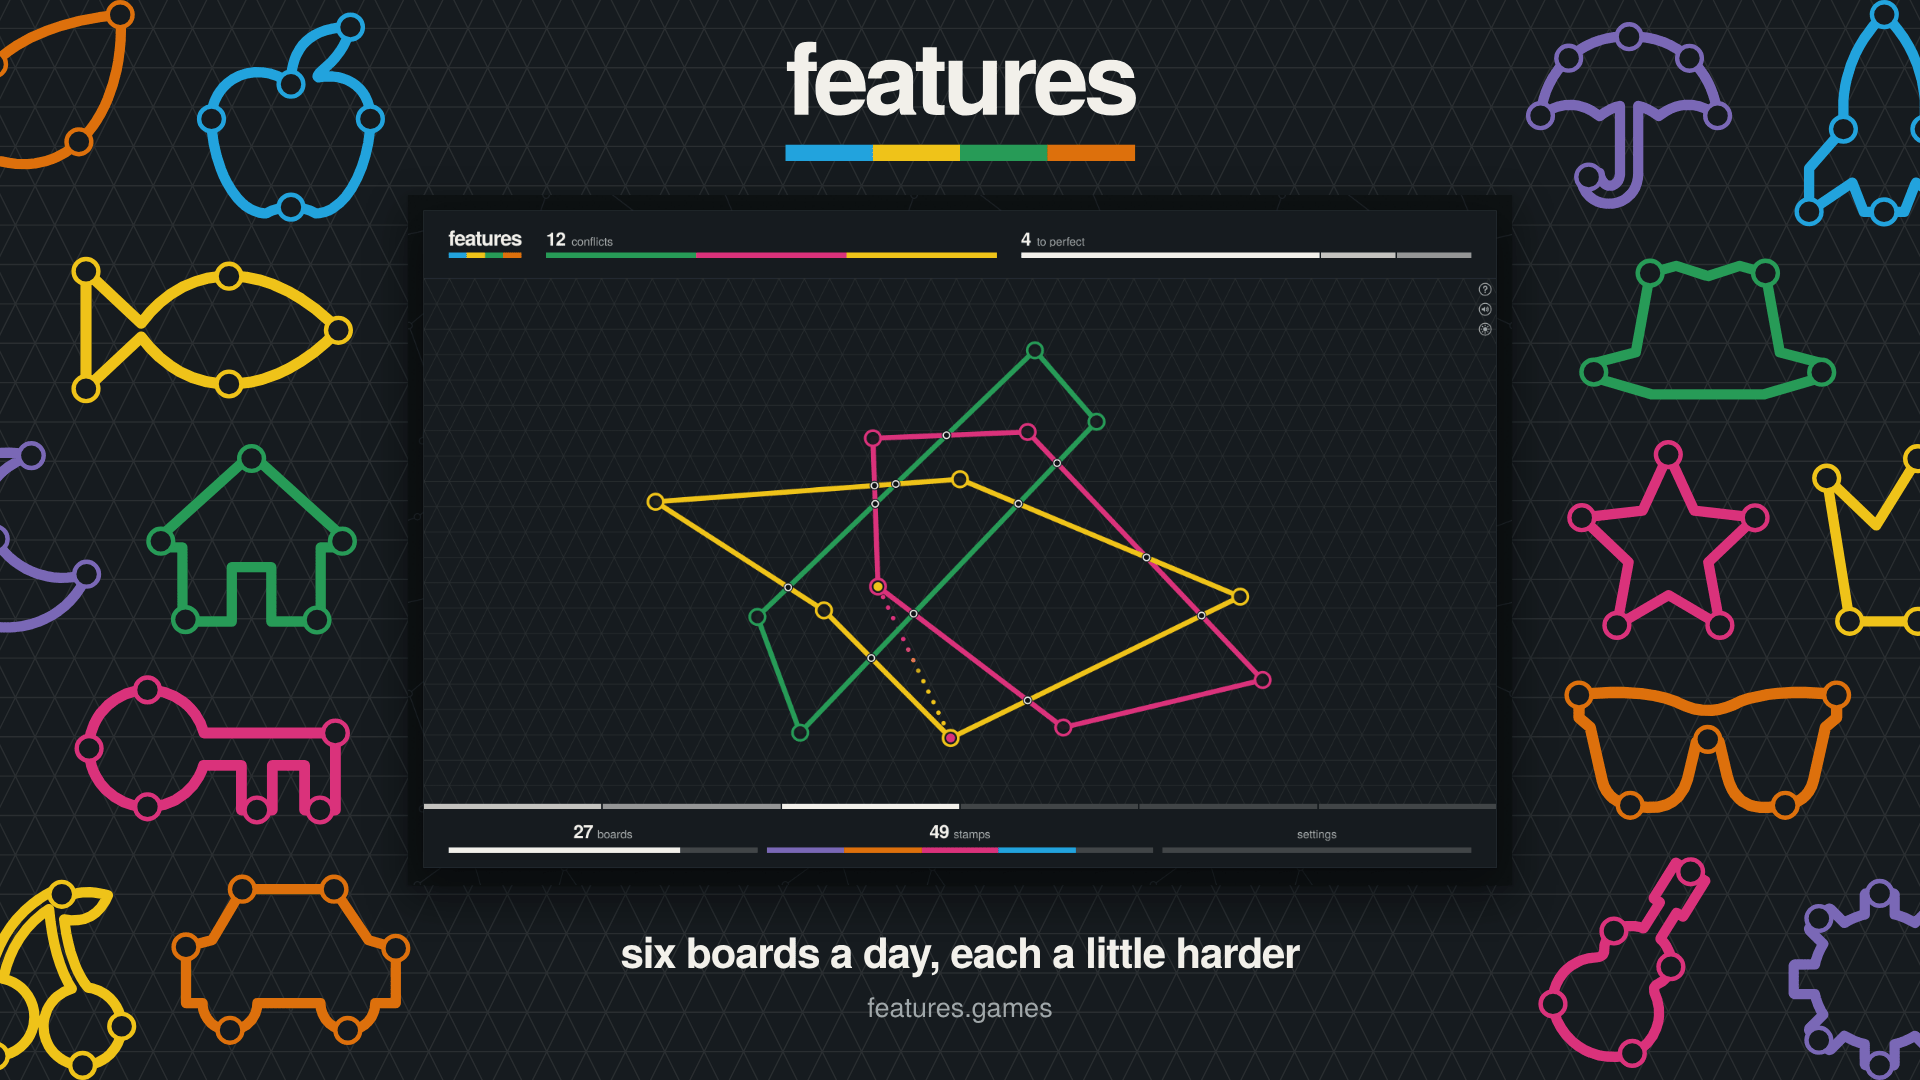 features
features
12 conflicts
4 to perfect
?
27 boards
49 stamps
settings
six boards a day, each a little harder
features.games